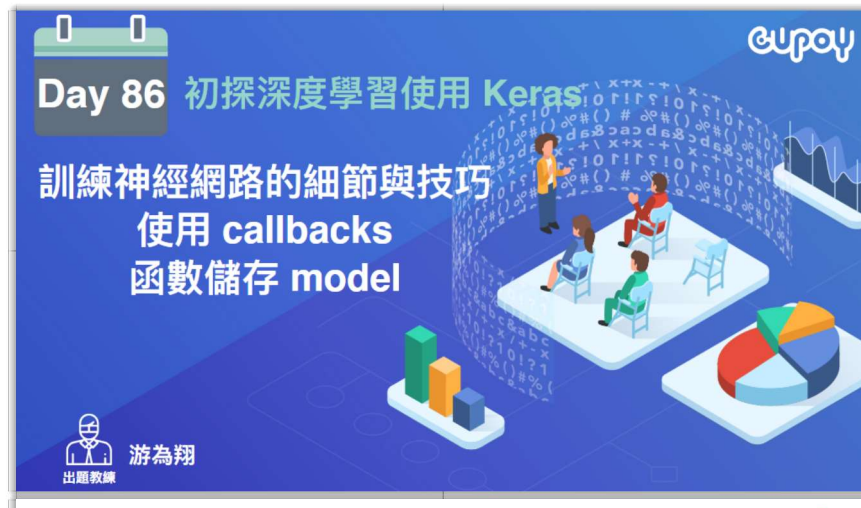 cupoy
Day 86 初探深度學習使用 Keras
訓練神經網路的細節與技巧
使用 callbacks
函數儲存 model
游為翔
出題教練